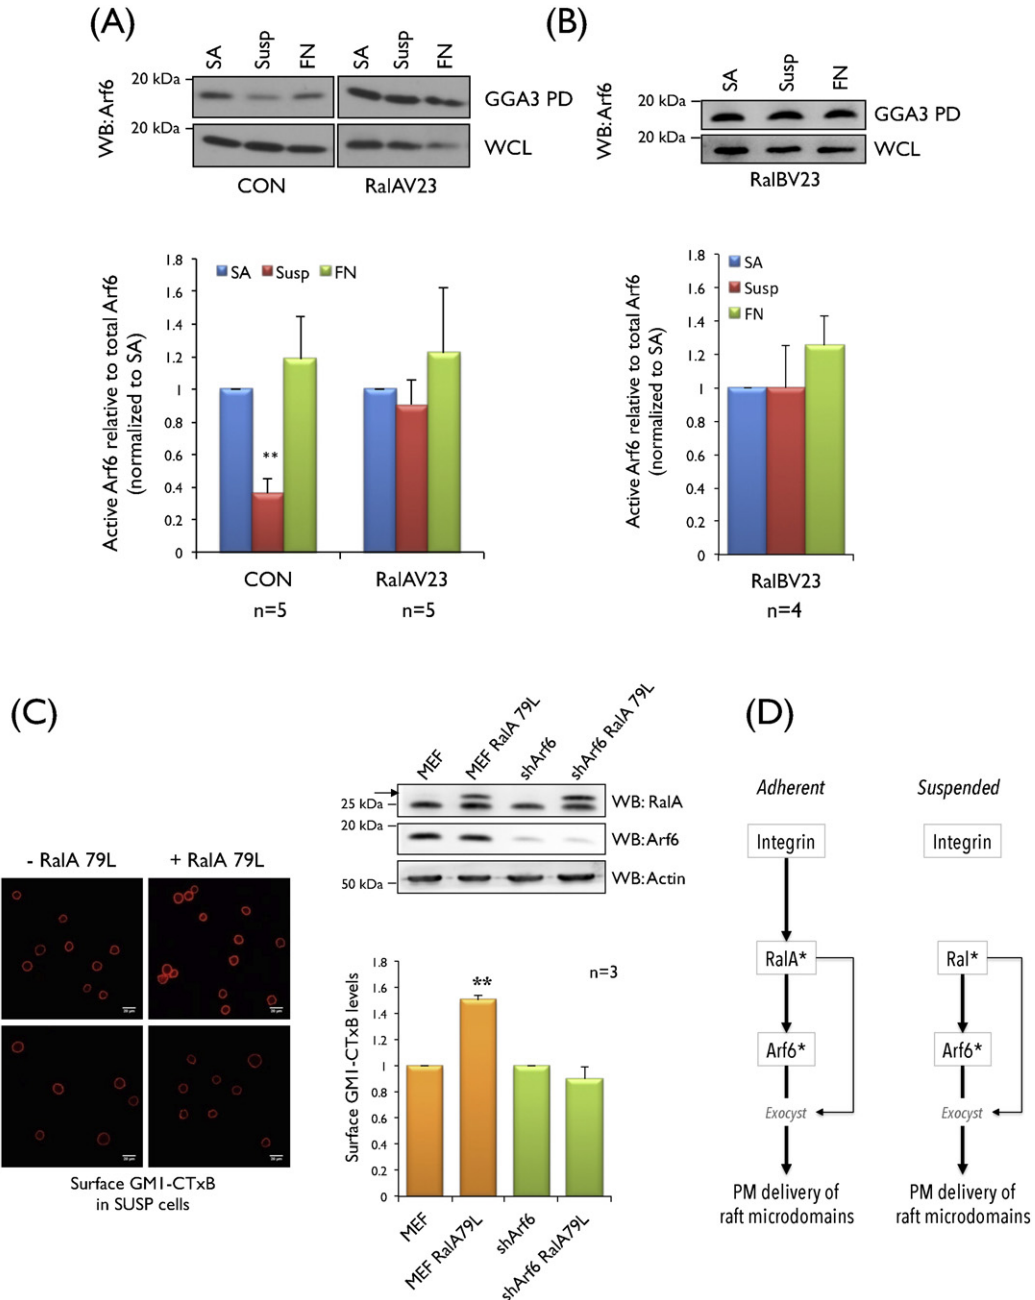 (A)
SA
Susp
FN
SA
Susp
FN
WB: Arf6
20 kDa
GGA3 PD
20 kDa
WCL
CON
RalAV23
(B)
SA
Susp
FN
WB: Arf6
20 kDa
GGA3 PD
20 kDa
WCL
RalBV23
Active Arf6 relative to total Arf6
(normalized to SA)
1.8
1.6
1.4
1.2
1
0.8
0.6
0.4
0.2
0
SA
Susp
FN
**
CON
RalAV23
n=5
n=5
Active Arf6 relative to total Arf6
(normalized to SA)
1.8
1.6
1.4
1.2
1
0.8
0.6
0.4
0.2
0
SA
Susp
FN
RalBV23
n=4
(C)
- RalA 79L
+ RalA 79L
Surface GM1-CTxB
in SUSP cells
MEF
MEF RalA 79L
shArf6
shArf6 RalA 79L
25 kDa
WB: RalA
20 kDa
WB: Arf6
50 kDa
WB: Actin
Surface GM1-CTxB levels
1.8
1.6
1.4
1.2
1
0.8
0.6
0.4
0.2
0
**
n=3
MEF
MEF RalA79L
shArf6
shArf6 RalA79L
(D)
Adherent
Suspended
Integrin
Integrin
RalA*
Ral*
Arf6*
Arf6*
Exocyst
Exocyst
PM delivery of
raft microdomains
PM delivery of
raft microdomains